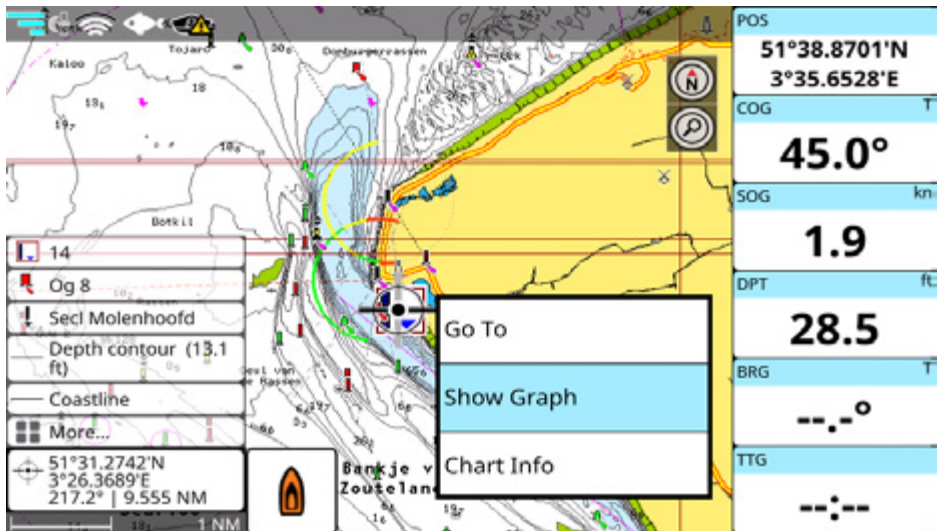 Tojaro
Domburgerrassen
Kaloo
18
13₅
19₇
10₈
Botkil
N
14
Og 8
Secl Molenhoofd
Depth contour (13.1
ft)
Coastline
More...
51°31.2742'N
3°26.3689'E
217.2° | 9.555 NM
1 NM
Go To
Show Graph
Chart Info
Bankje v
Zoutelan
POS
51°38.8701'N
3°35.6528'E
COG
T
45.0°
SOG
kn
1.9
DPT
ft
28.5
BRG
T
--.-°
TTG
--:--